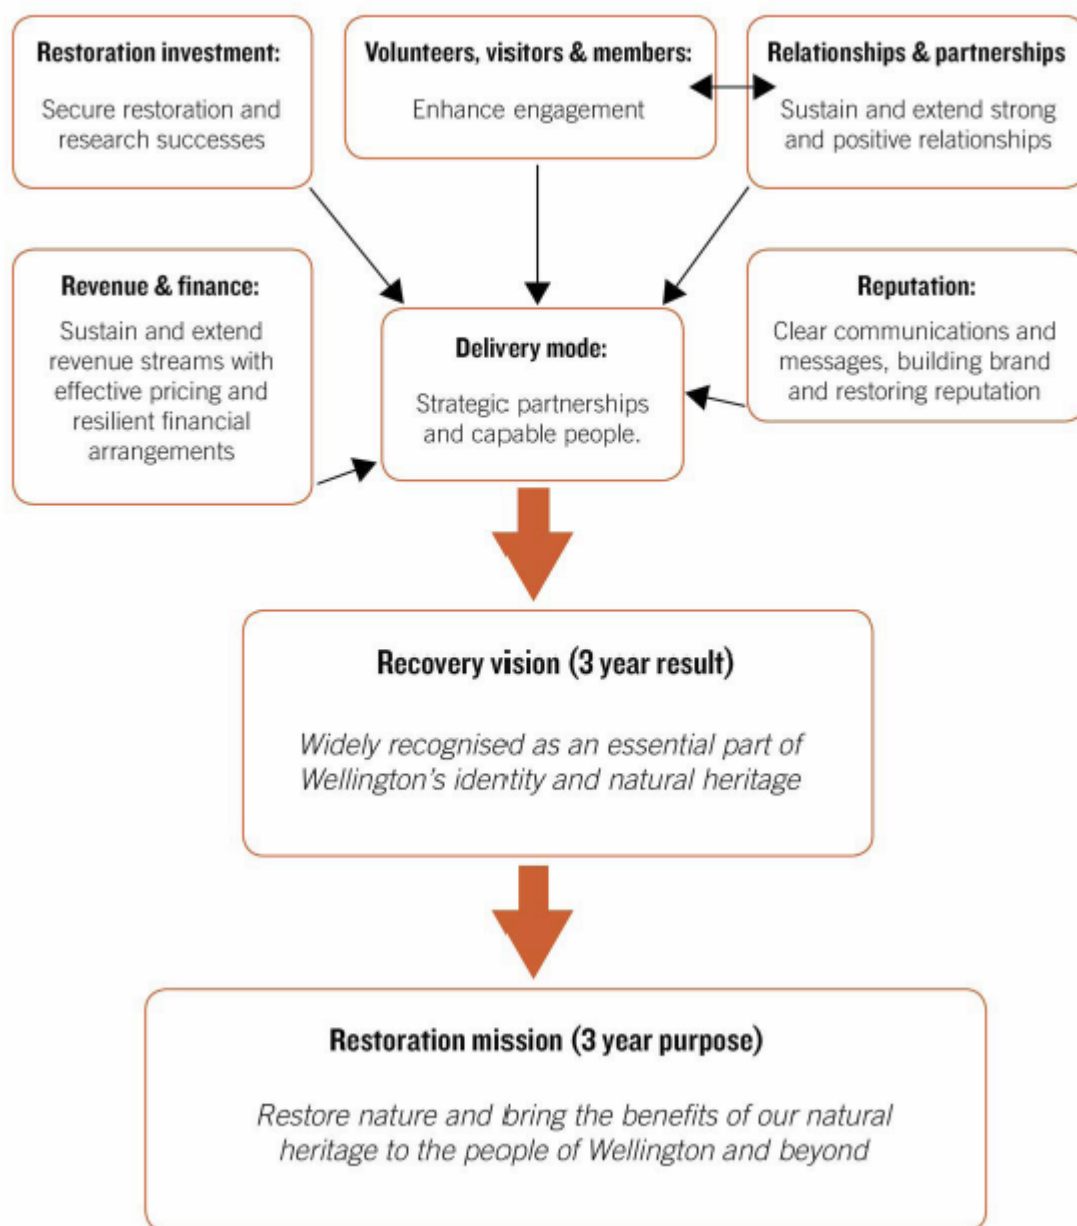 Restoration investment:
Secure restoration and
research successes
Volunteers, visitors & members:
Enhance engagement
Relationships & partnerships
Sustain and extend strong
and positive relationships
Revenue & finance:
Sustain and extend
revenue streams with
effective pricing and
resilient financial
arrangements
Delivery mode:
Strategic partnerships
and capable people.
Reputation:
Clear communications and
messages, building brand
and restoring reputation
Recovery vision (3 year result)
Widely recognised as an essential part of
Wellington's identity and natural heritage
Restoration mission (3 year purpose)
Restore nature and bring the benefits of our natural
heritage to the people of Wellington and beyond